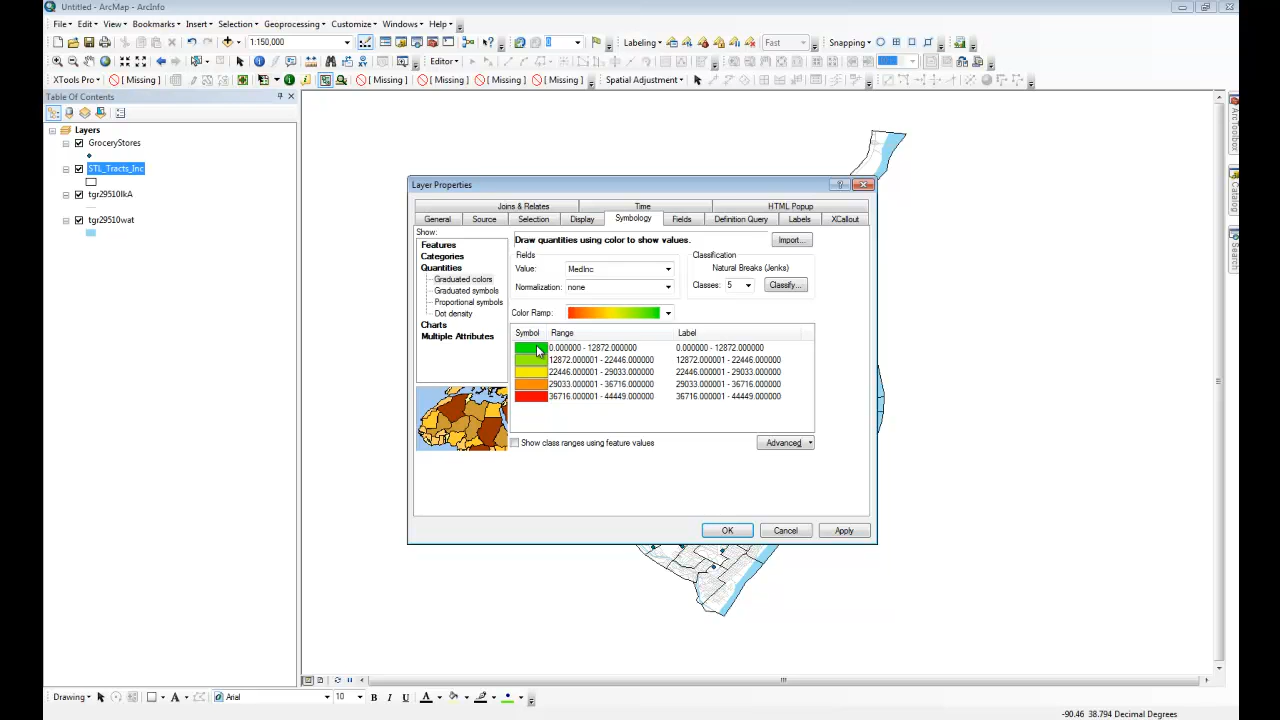 Untitled - ArcMap - ArcInfo
File Edit View Bookmarks Insert Selection Geoprocessing Customize Windows Help
1:150,000
Labeling Fast Snapping
Editor
XTools Pro [ Missing ] [ Missing ] [ Missing ] [ Missing ] [ Missing ] Spatial Adjustment
Table Of Contents
Layers
GroceryStores
STL_Tracts_Inc
tgr29510lkA
tgr29510wat
Layer Properties
Joins & Relates Time HTML Popup
General Source Selection Display Symbology Fields Definition Query Labels XCallout
Show:
Features
Categories
Quantities
Graduated colors
Graduated symbols
Proportional symbols
Dot density
Charts
Multiple Attributes
Draw quantities using color to show values. Import...
Fields Classification
Value: MedInc Natural Breaks (Jenks)
Normalization: none Classes: 5 Classify...
Color Ramp:
Symbol Range Label
0.000000 - 12872.000000 0.000000 - 12872.000000
12872.000001 - 22446.000000 12872.000001 - 22446.000000
22446.000001 - 29033.000000 22446.000001 - 29033.000000
29033.000001 - 36716.000000 29033.000001 - 36716.000000
36716.000001 - 44449.000000 36716.000001 - 44449.000000
Show class ranges using feature values Advanced
OK Cancel Apply
ArcToolbox
Catalog
Search
Drawing A Arial 10 B I U A
-90.46 38.794 Decimal Degrees